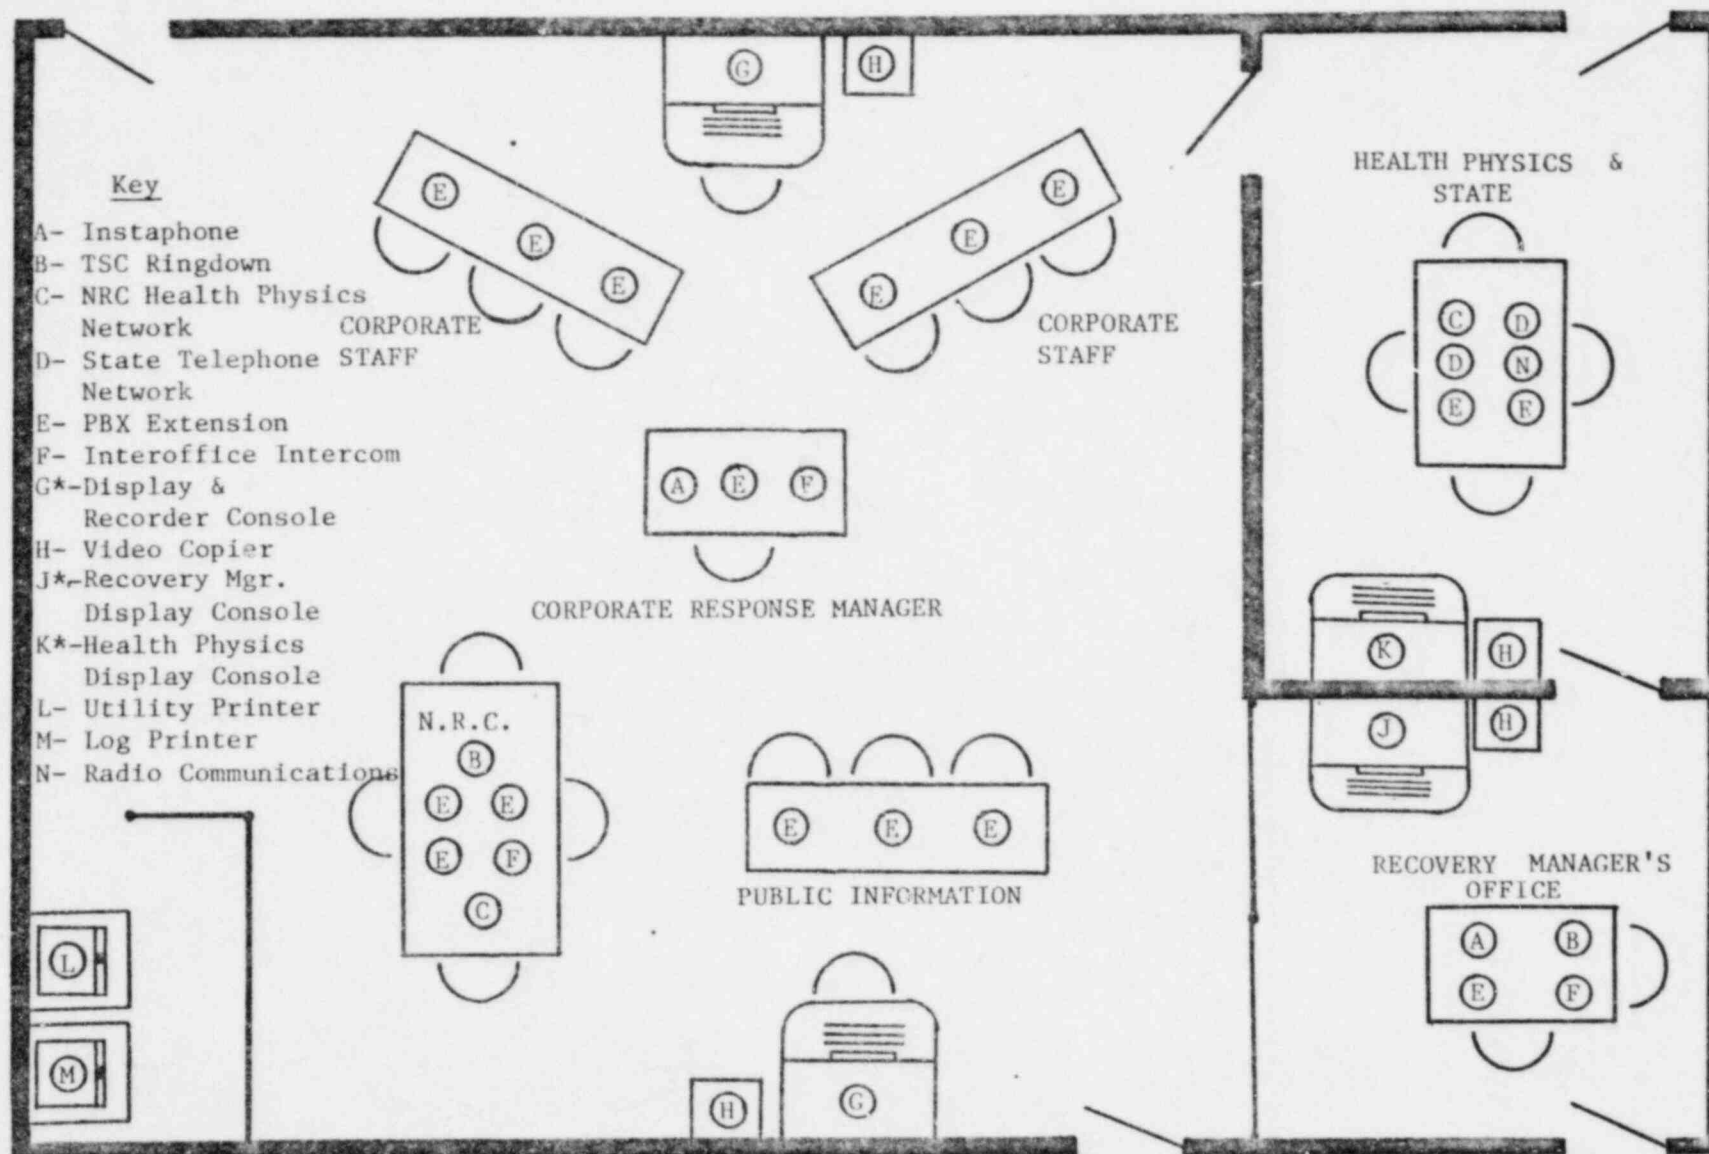 G H
Key
A- Instaphone
B- TSC Ringdown
C- NRC Health Physics
Network
D- State Telephone
Network
E- PBX Extension
F- Interoffice Intercom
G*-Display &
Recorder Console
H- Video Copier
J*-Recovery Mgr.
Display Console
K*-Health Physics
Display Console
L- Utility Printer
M- Log Printer
N- Radio Communications
E
E
E
CORPORATE
STAFF
E
E
E
CORPORATE
STAFF
HEALTH PHYSICS &
STATE
C D
D N
E E
A E F
CORPORATE RESPONSE MANAGER
K H
J H
N.R.C.
B
E E
E F
C
E E E
PUBLIC INFORMATION
RECOVERY MANAGER'S
OFFICE
A B
E F
L
M
H G